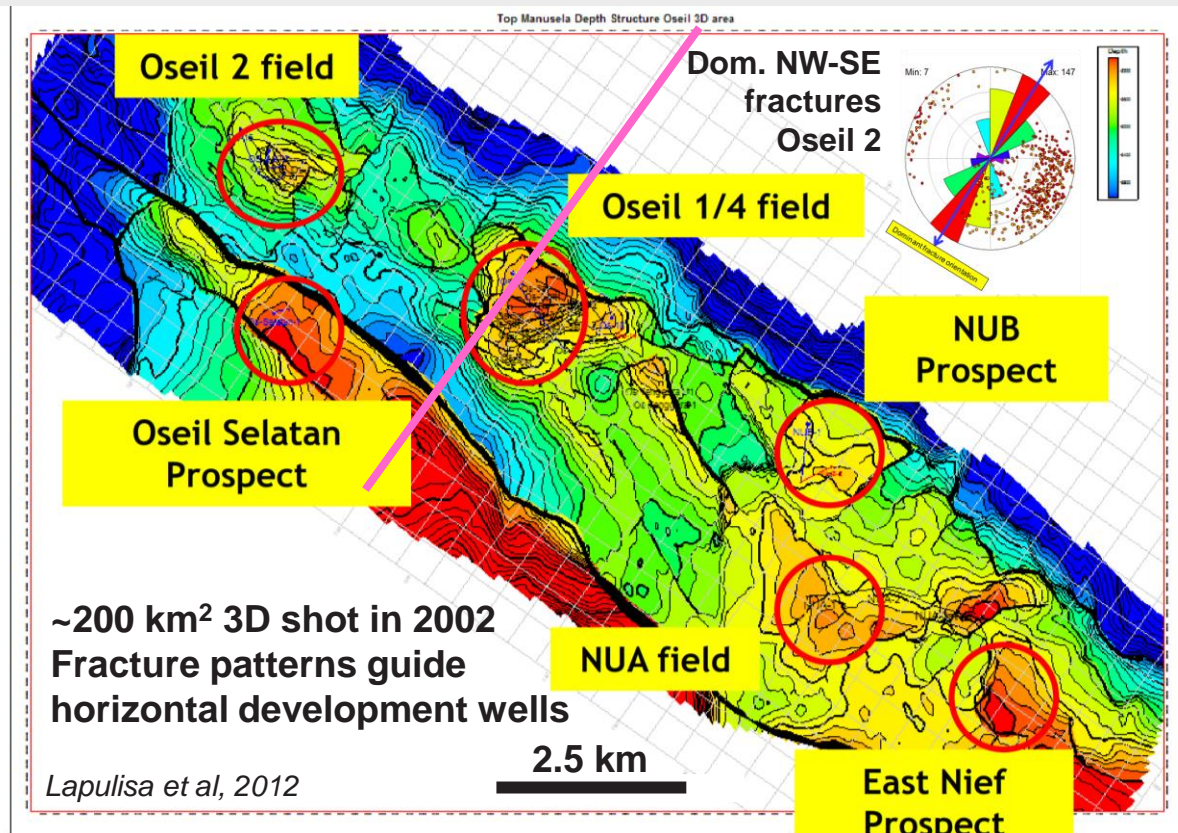 Top Manusela Depth Structure Oseil 3D area
Oseil 2 field
Dom. NW-SE
fractures
Oseil 2
Min: 7
Max: 147
Depth
Dominant fracture orientation
Oseil 1/4 field
NUB
Prospect
NUB-1
Oseil Selatan
Prospect
~200 km² 3D shot in 2002
Fracture patterns guide
horizontal development wells
NUA field
2.5 km
East Nief
Prospect
Lapulisa et al, 2012